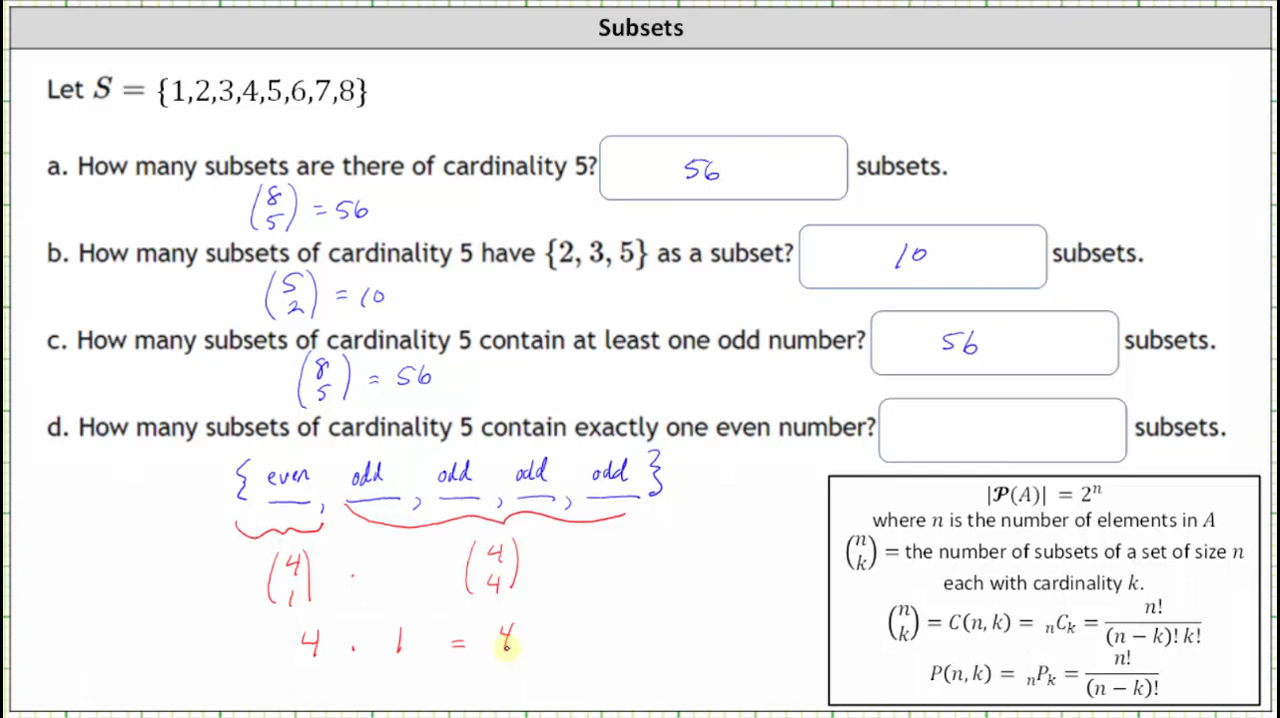 Subsets
Let S = {1,2,3,4,5,6,7,8}
a. How many subsets are there of cardinality 5? 56 subsets.
(8 5) = 56
b. How many subsets of cardinality 5 have {2, 3, 5} as a subset? 10 subsets.
(5 2) = 10
c. How many subsets of cardinality 5 contain at least one odd number? 56 subsets.
(8 5) = 56
d. How many subsets of cardinality 5 contain exactly one even number? subsets.
{ even, odd, odd, odd, odd }
(4 1) · (4 4)
4 · 1 = 4
|𝓟(A)| = 2ⁿ
where n is the number of elements in A
(n k) = the number of subsets of a set of size n
each with cardinality k.
(n k) = C(n, k) = ₙCₖ = n! / (n − k)! k!
P(n, k) = ₙPₖ = n! / (n − k)!